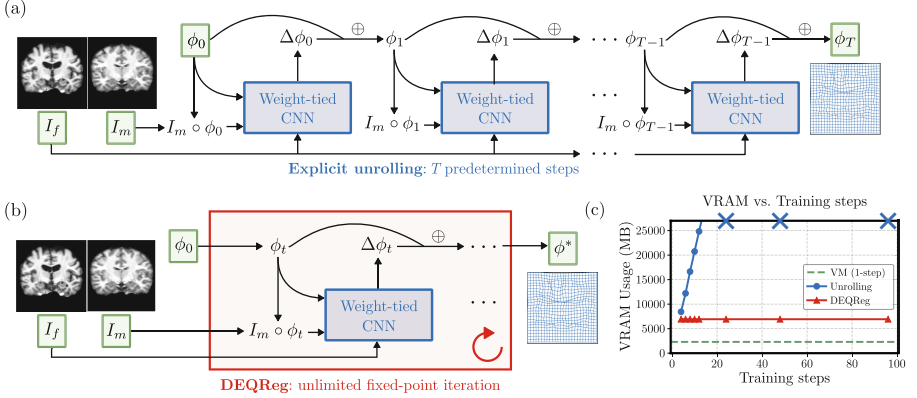 (a)
ϕ0 Δϕ0 ⊕ ϕ1 Δϕ1 ⊕ · · · ϕT−1 ΔϕT−1 ⊕ ϕT
Weight-tied CNN
Weight-tied CNN
· · ·
Weight-tied CNN
If Im Im ∘ ϕ0 Im ∘ ϕ1 Im ∘ ϕT−1
· · ·
Explicit unrolling: T predetermined steps
(b)
ϕ0 ϕt Δϕt ⊕ · · · ϕ*
Weight-tied
CNN
· · ·
If Im Im ∘ ϕt
DEQReg: unlimited fixed-point iteration
(c)
VRAM vs. Training steps
VRAM Usage (MB)
25000
20000
15000
10000
5000
0
VM (1-step)
Unrolling
DEQReg
0 20 40 60 80 100
Training steps